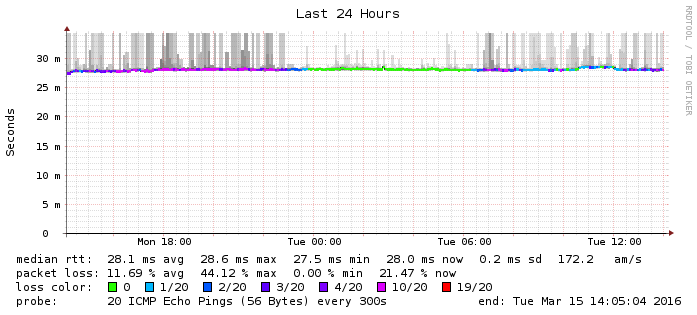 Last 24 Hours
RRDTOOL / TOBI OETIKER
Seconds
30 m
25 m
20 m
15 m
10 m
5 m
0
Mon 18:00 Tue 00:00 Tue 06:00 Tue 12:00
median rtt: 28.1 ms avg 28.6 ms max 27.5 ms min 28.0 ms now 0.2 ms sd 172.2 am/s
packet loss: 11.69 % avg 44.12 % max 0.00 % min 21.47 % now
loss color: 0 1/20 2/20 3/20 4/20 10/20 19/20
probe: 20 ICMP Echo Pings (56 Bytes) every 300s end: Tue Mar 15 14:05:04 2016